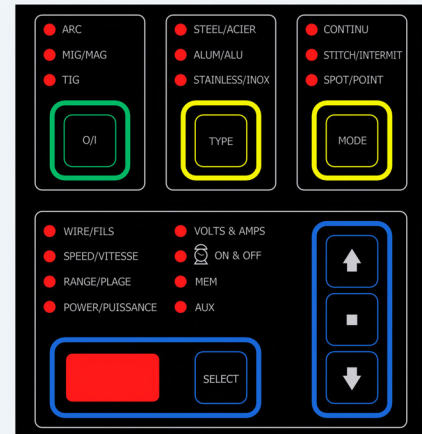 ARC
MIG/MAG
TIG
O/I
STEEL/ACIER
ALUM/ALU
STAINLESS/INOX
TYPE
CONTINU
STITCH/INTERMIT
SPOT/POINT
MODE
WIRE/FILS
SPEED/VITESSE
RANGE/PLAGE
POWER/PUISSANCE
VOLTS & AMPS
ON & OFF
MEM
AUX
SELECT